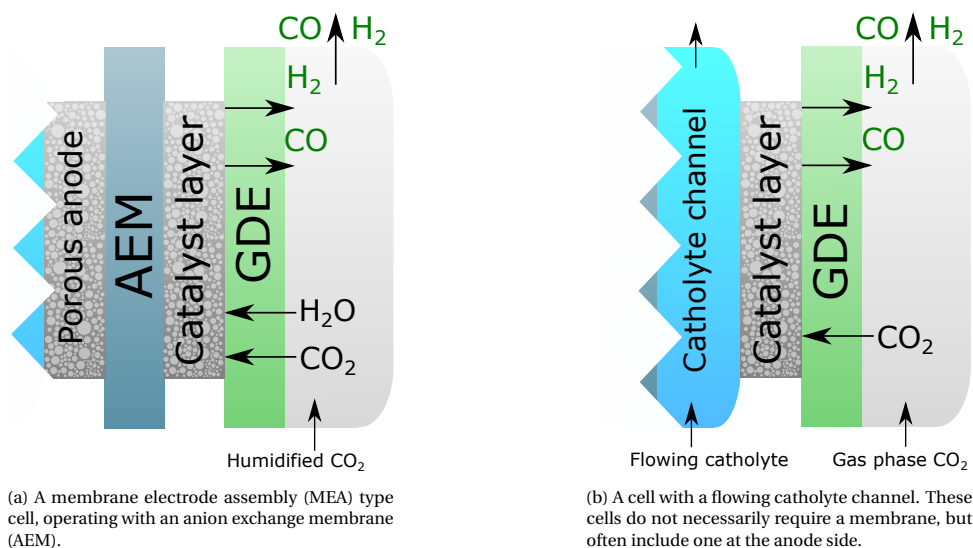 CO H₂
H₂
CO
Porous anode
AEM
Catalyst layer
GDE
H₂O
CO₂
Humidified CO₂
(a) A membrane electrode assembly (MEA) type
cell, operating with an anion exchange membrane
(AEM).
CO H₂
H₂
CO
Catholyte channel
Catalyst layer
GDE
CO₂
Flowing catholyte
Gas phase CO₂
(b) A cell with a flowing catholyte channel. These
cells do not necessarily require a membrane, but
often include one at the anode side.